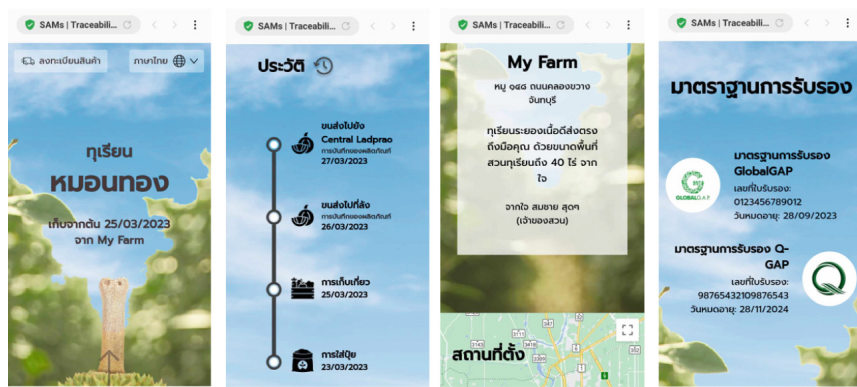 SAMs | Traceabili...
ลงทะเบียนสินค้า
ภาษาไทย
ทุเรียน
หมอนทอง
เก็บจากต้น 25/03/2023
จาก My Farm
SAMs | Traceabili...
ประวัติ
ขนส่งไปยัง
Central Ladprao
การบันทึกของผลิตภัณฑ์
27/03/2023
ขนส่งไปที่ล้ง
การบันทึกของผลิตภัณฑ์
26/03/2023
การเก็บเกี่ยว
25/03/2023
การใส่ปุ๋ย
23/03/2023
SAMs | Traceabili...
My Farm
หมู่ ๑๔๘ ถนนคลองขวาง
จันทบุรี
ทุเรียนระยองเนื้อดีส่งตรง
ถึงมือคุณ ด้วยขนาดพื้นที่
สวนทุเรียนถึง 40 ไร่ จาก
ใจ
จากใจ สมชาย สุดๆ
(เจ้าของสวน)
347
3111
3143
สถานที่ตั้ง
SAMs | Traceabili...
มาตราฐานการรับรอง
มาตรฐานการรับรอง
GlobalGAP
GLOBALG.A.P.
เลขที่ใบรับรอง:
0123456789012
วันหมดอายุ: 28/09/2023
มาตรฐานการรับรอง Q-
GAP
เลขที่ใบรับรอง:
98765432109876543
วันหมดอายุ: 28/11/2024